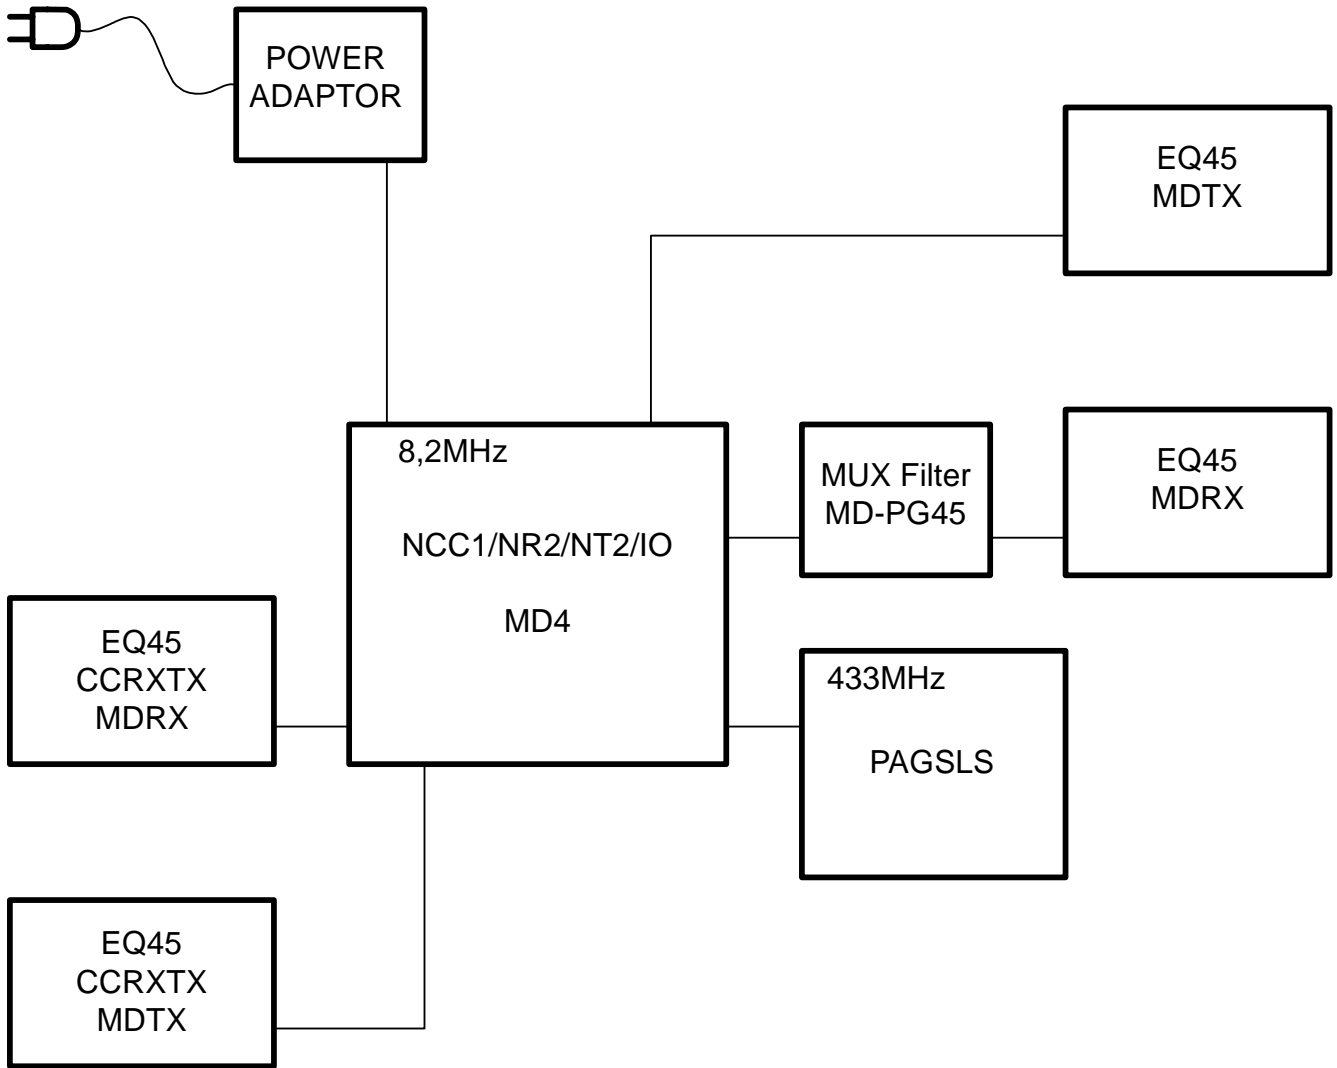 POWER
ADAPTOR
EQ45
MDTX
8,2MHz
NCC1/NR2/NT2/IO
MD4
MUX Filter
MD-PG45
EQ45
MDRX
EQ45
CCRXTX
MDRX
433MHz
PAGSLS
EQ45
CCRXTX
MDTX